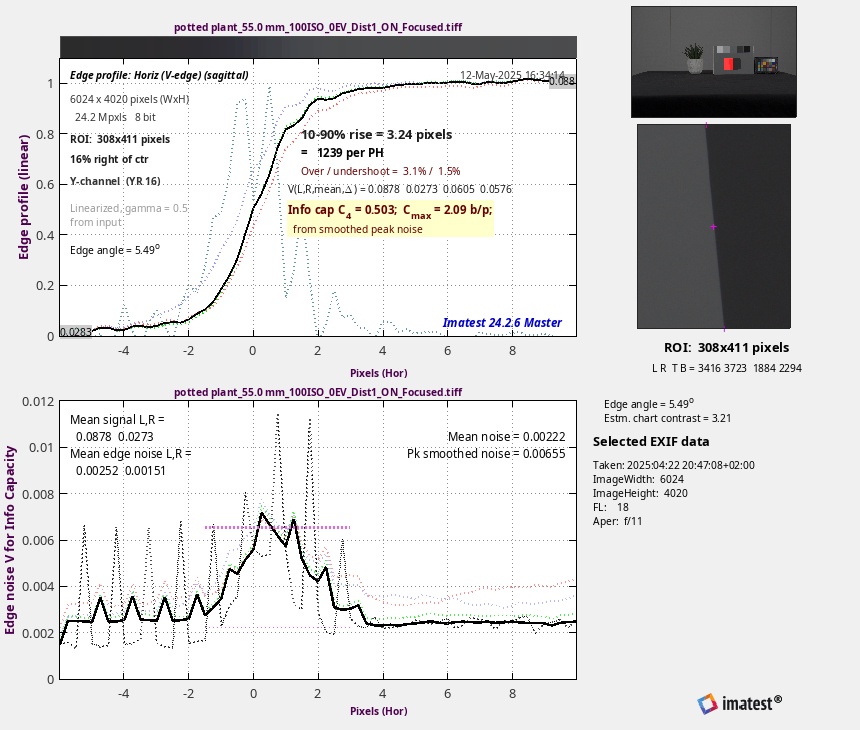 potted plant_55.0 mm_100ISO_0EV_Dist1_ON_Focused.tiff
Edge profile: Horiz (V-edge) (sagittal)
12-May-2025 16:34:14
0.088
6024 x 4020 pixels (WxH)
24.2 Mpxls 8 bit
ROI: 308x411 pixels
16% right of ctr
Y-channel (Y.R 16)
Linearized, gamma = 0.5
from input
Edge angle = 5.49º
10-90% rise = 3.24 pixels
= 1239 per PH
Over / undershoot = 3.1% / 1.5%
V(L,R,mean,Δ) = 0.0878 0.0273 0.0605 0.0576
Info cap C4 = 0.503; Cmax = 2.09 b/p;
from smoothed peak noise
Imatest 24.2.6 Master
0.0283
Edge profile (linear)
1
0.8
0.6
0.4
0.2
0
-4 -2 0 2 4 6 8
Pixels (Hor)
ROI: 308x411 pixels
L R T B = 3416 3723 1884 2294
potted plant_55.0 mm_100ISO_0EV_Dist1_ON_Focused.tiff
Mean signal L,R =
0.0878 0.0273
Mean edge noise L,R =
0.00252 0.00151
Mean noise = 0.00222
Pk smoothed noise = 0.00655
Edge noise V for Info Capacity
0.012
0.01
0.008
0.006
0.004
0.002
0
-4 -2 0 2 4 6 8
Pixels (Hor)
Edge angle = 5.49º
Estm. chart contrast = 3.21
Selected EXIF data
Taken: 2025:04:22 20:47:08+02:00
ImageWidth: 6024
ImageHeight: 4020
FL: 18
Aper: f/11
imatest®